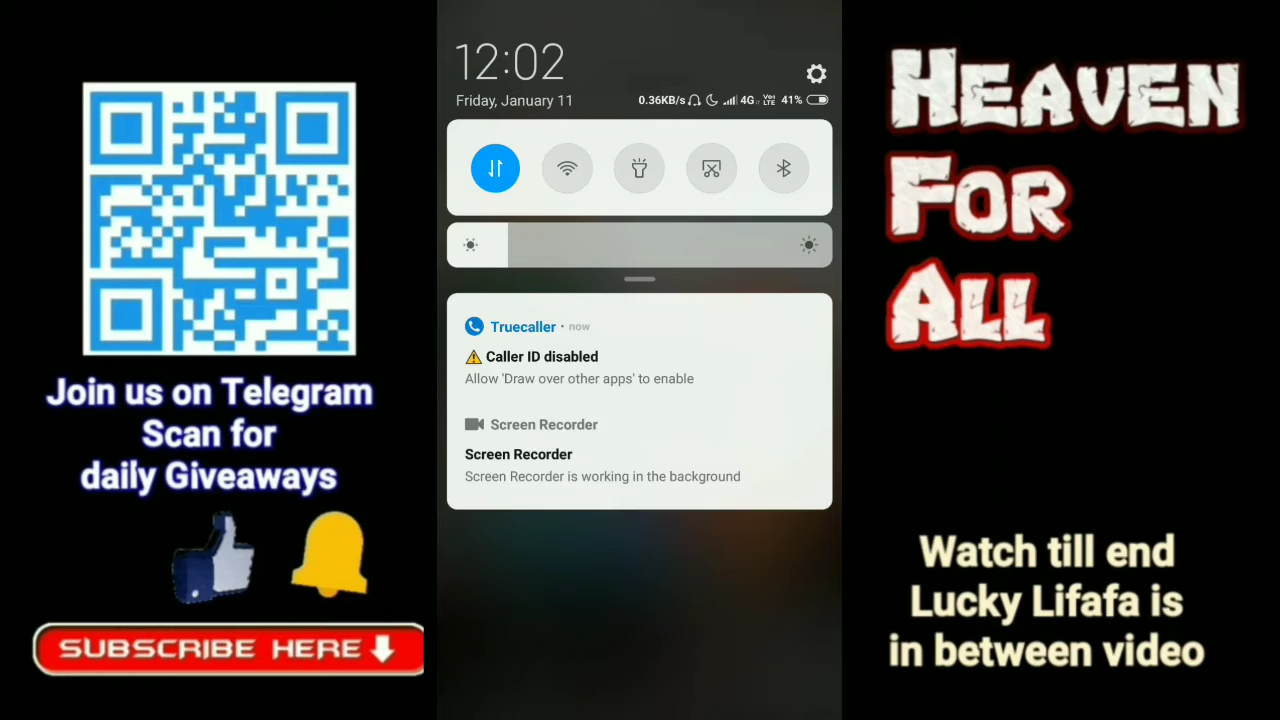 Join us on Telegram
Scan for
daily Giveaways
SUBSCRIBE HERE
12:02
Friday, January 11
0.36KB/s 4G Vo LTE 41%
Truecaller • now
Caller ID disabled
Allow 'Draw over other apps' to enable
Screen Recorder
Screen Recorder
Screen Recorder is working in the background
HEAVEN
FOR
ALL
Watch till end
Lucky Lifafa is
in between video